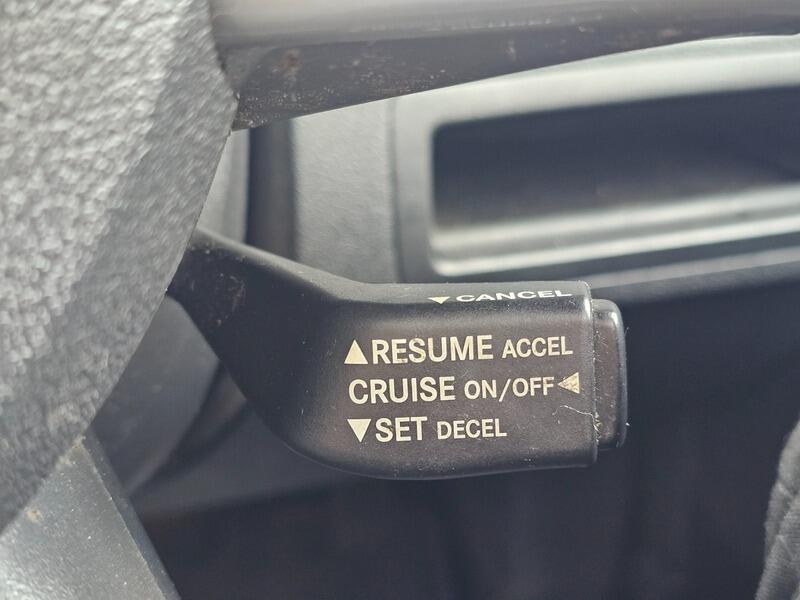 ▼ CANCEL
▲RESUME ACCEL
CRUISE ON/OFF◄
▼SET DECEL